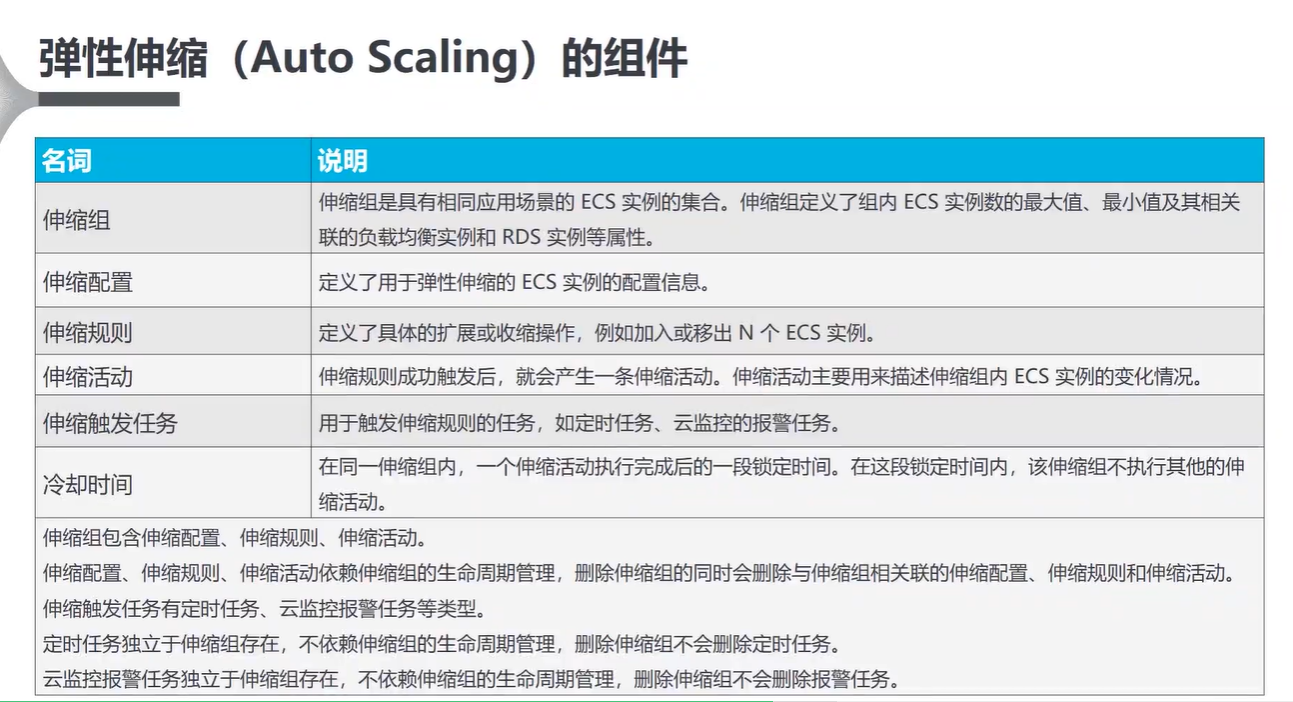 弹性伸缩（Auto Scaling）的组件
名词 说明
伸缩组 伸缩组是具有相同应用场景的 ECS 实例的集合。伸缩组定义了组内 ECS 实例数的最大值、最小值及其相关
联的负载均衡实例和 RDS 实例等属性。
伸缩配置 定义了用于弹性伸缩的 ECS 实例的配置信息。
伸缩规则 定义了具体的扩展或收缩操作，例如加入或移出 N 个 ECS 实例。
伸缩活动 伸缩规则成功触发后，就会产生一条伸缩活动。伸缩活动主要用来描述伸缩组内 ECS 实例的变化情况。
伸缩触发任务 用于触发伸缩规则的任务，如定时任务、云监控的报警任务。
冷却时间 在同一伸缩组内，一个伸缩活动执行完成后的一段锁定时间。在这段锁定时间内，该伸缩组不执行其他的伸
缩活动。
伸缩组包含伸缩配置、伸缩规则、伸缩活动。
伸缩配置、伸缩规则、伸缩活动依赖伸缩组的生命周期管理，删除伸缩组的同时会删除与伸缩组相关联的伸缩配置、伸缩规则和伸缩活动。
伸缩触发任务有定时任务、云监控报警任务等类型。
定时任务独立于伸缩组存在，不依赖伸缩组的生命周期管理，删除伸缩组不会删除定时任务。
云监控报警任务独立于伸缩组存在，不依赖伸缩组的生命周期管理，删除伸缩组不会删除报警任务。